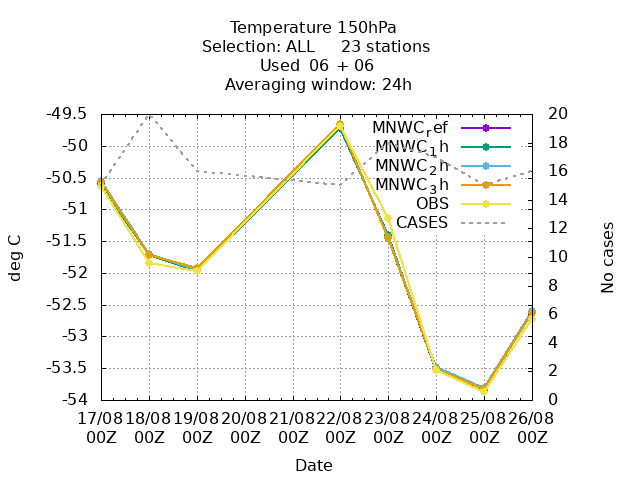 Temperature 150hPa
Selection: ALL 23 stations
Used 06 + 06
Averaging window: 24h
-49.5
-50
-50.5
-51
-51.5
-52
-52.5
-53
-53.5
-54
deg C
20
18
16
14
12
10
8
6
4
2
0
No cases
MNWC_ref
MNWC_1h
MNWC_2h
MNWC_3h
OBS
CASES
17/08 18/08 19/08 20/08 21/08 22/08 23/08 24/08 25/08 26/08
00Z 00Z 00Z 00Z 00Z 00Z 00Z 00Z 00Z 00Z
Date